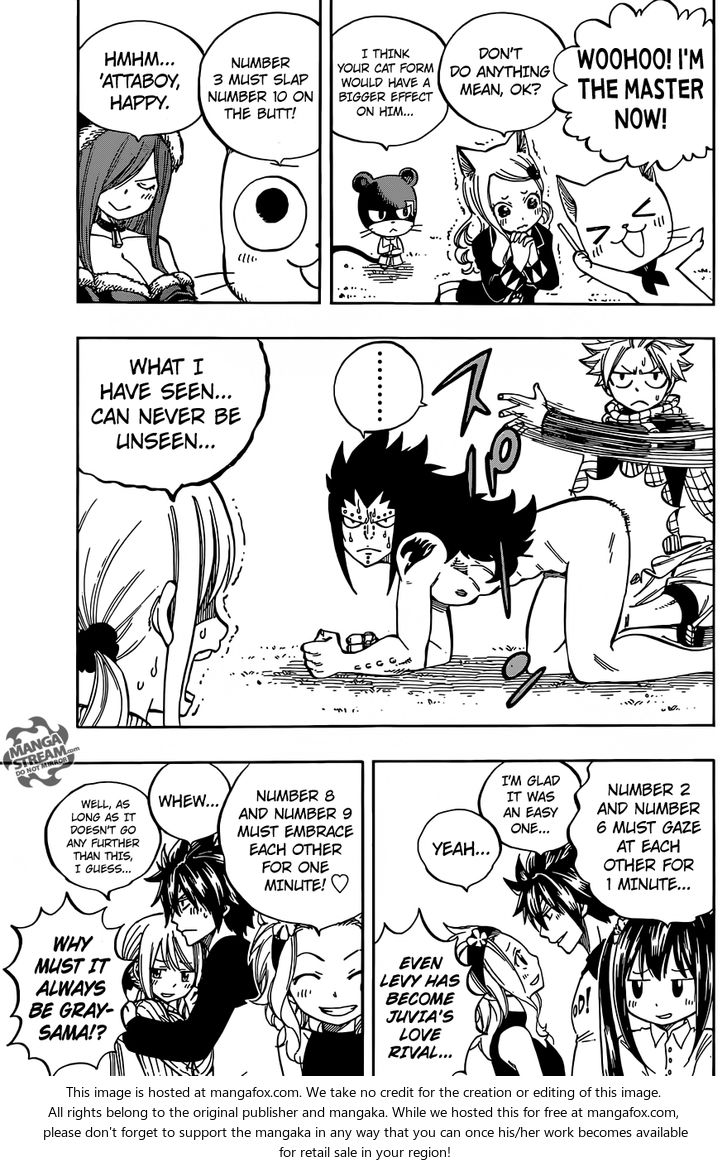 WOOHOO! I'M
THE MASTER
NOW!
DON'T
DO ANYTHING
MEAN, OK?
I THINK
YOUR CAT FORM
WOULD HAVE A
BIGGER EFFECT
ON HIM...
NUMBER
3 MUST SLAP
NUMBER 10 ON
THE BUTT!
HMHM...
'ATTABOY,
HAPPY.
スパ
WHAT I
HAVE SEEN...
CAN NEVER BE
UNSEEN...
NUMBER 2
AND NUMBER
6 MUST GAZE
AT EACH
OTHER FOR
1 MINUTE...
I'M GLAD
IT WAS
AN EASY
ONE...
YEAH...
EVEN
LEVY HAS
BECOME
JUVIA'S
LOVE
RIVAL...
NUMBER 8
AND NUMBER 9
MUST EMBRACE
EACH OTHER
FOR ONE
MINUTE! ♡
WHEW...
WELL, AS
LONG AS IT
DOESN'T GO
ANY FURTHER
THAN THIS,
I GUESS...
WHY
MUST IT
ALWAYS
BE GRAY-
SAMA!?
MANGA
STREAM.com
DO NOT MIRROR
This image is hosted at mangafox.com. We take no credit for the creation or editing of this image.
All rights belong to the original publisher and mangaka. While we hosted this for free at mangafox.com,
please don't forget to support the mangaka in any way that you can once his/her work becomes available
for retail sale in your region!